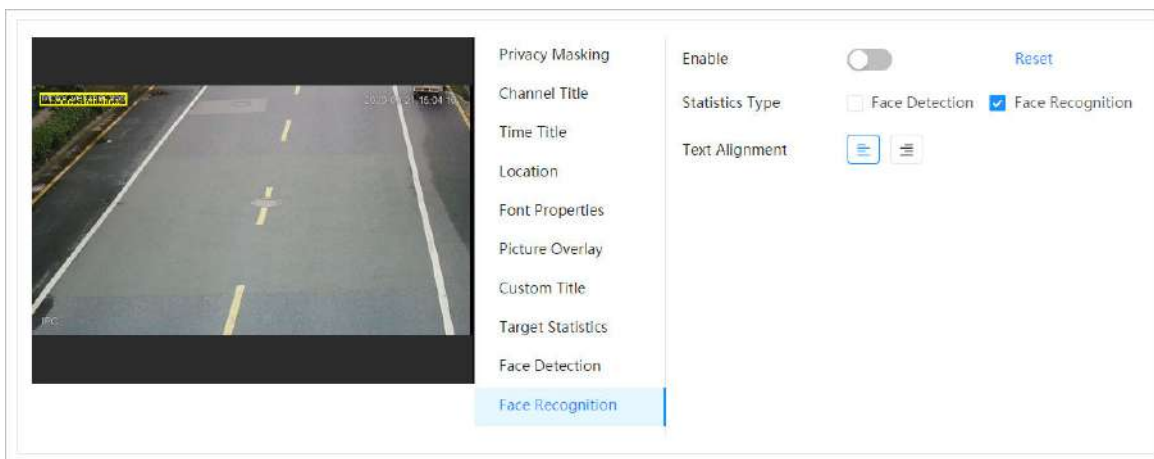 Privacy Masking
Channel Title
Time Title
Location
Font Properties
Picture Overlay
Custom Title
Target Statistics
Face Detection
Face Recognition
Enable
Reset
Statistics Type
Face Detection
Face Recognition
Text Alignment
IPC